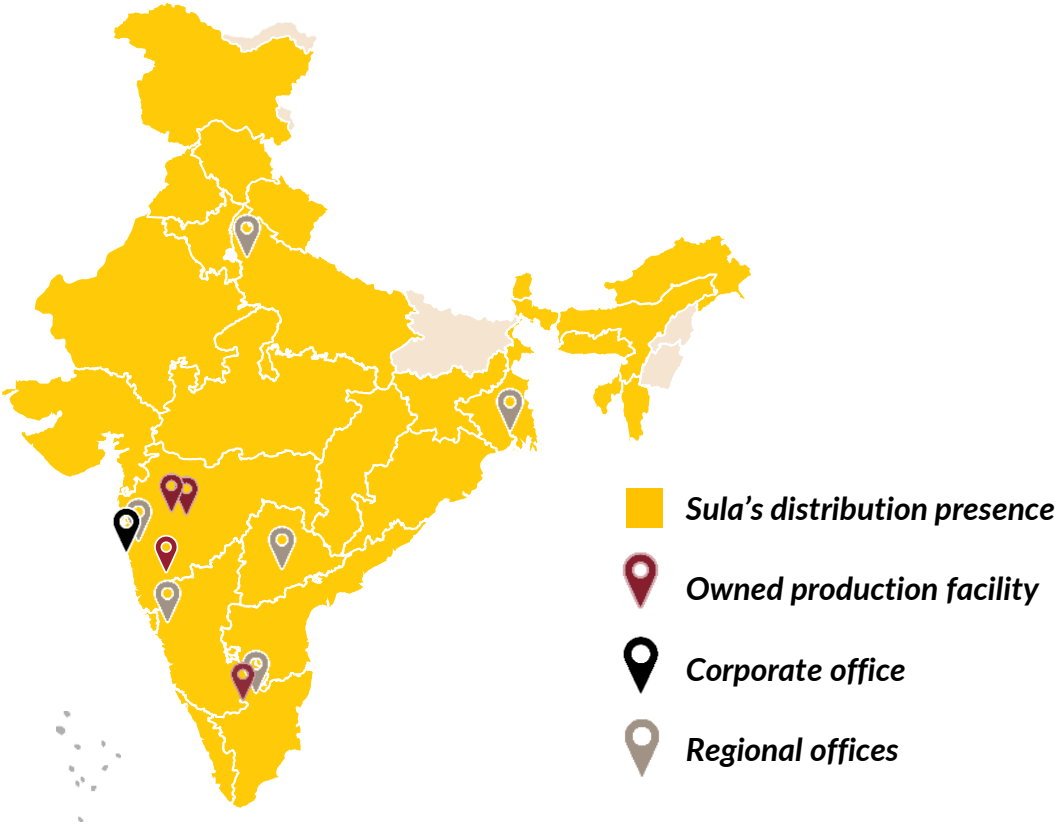 Sula’s distribution presence
Owned production facility
Corporate office
Regional offices